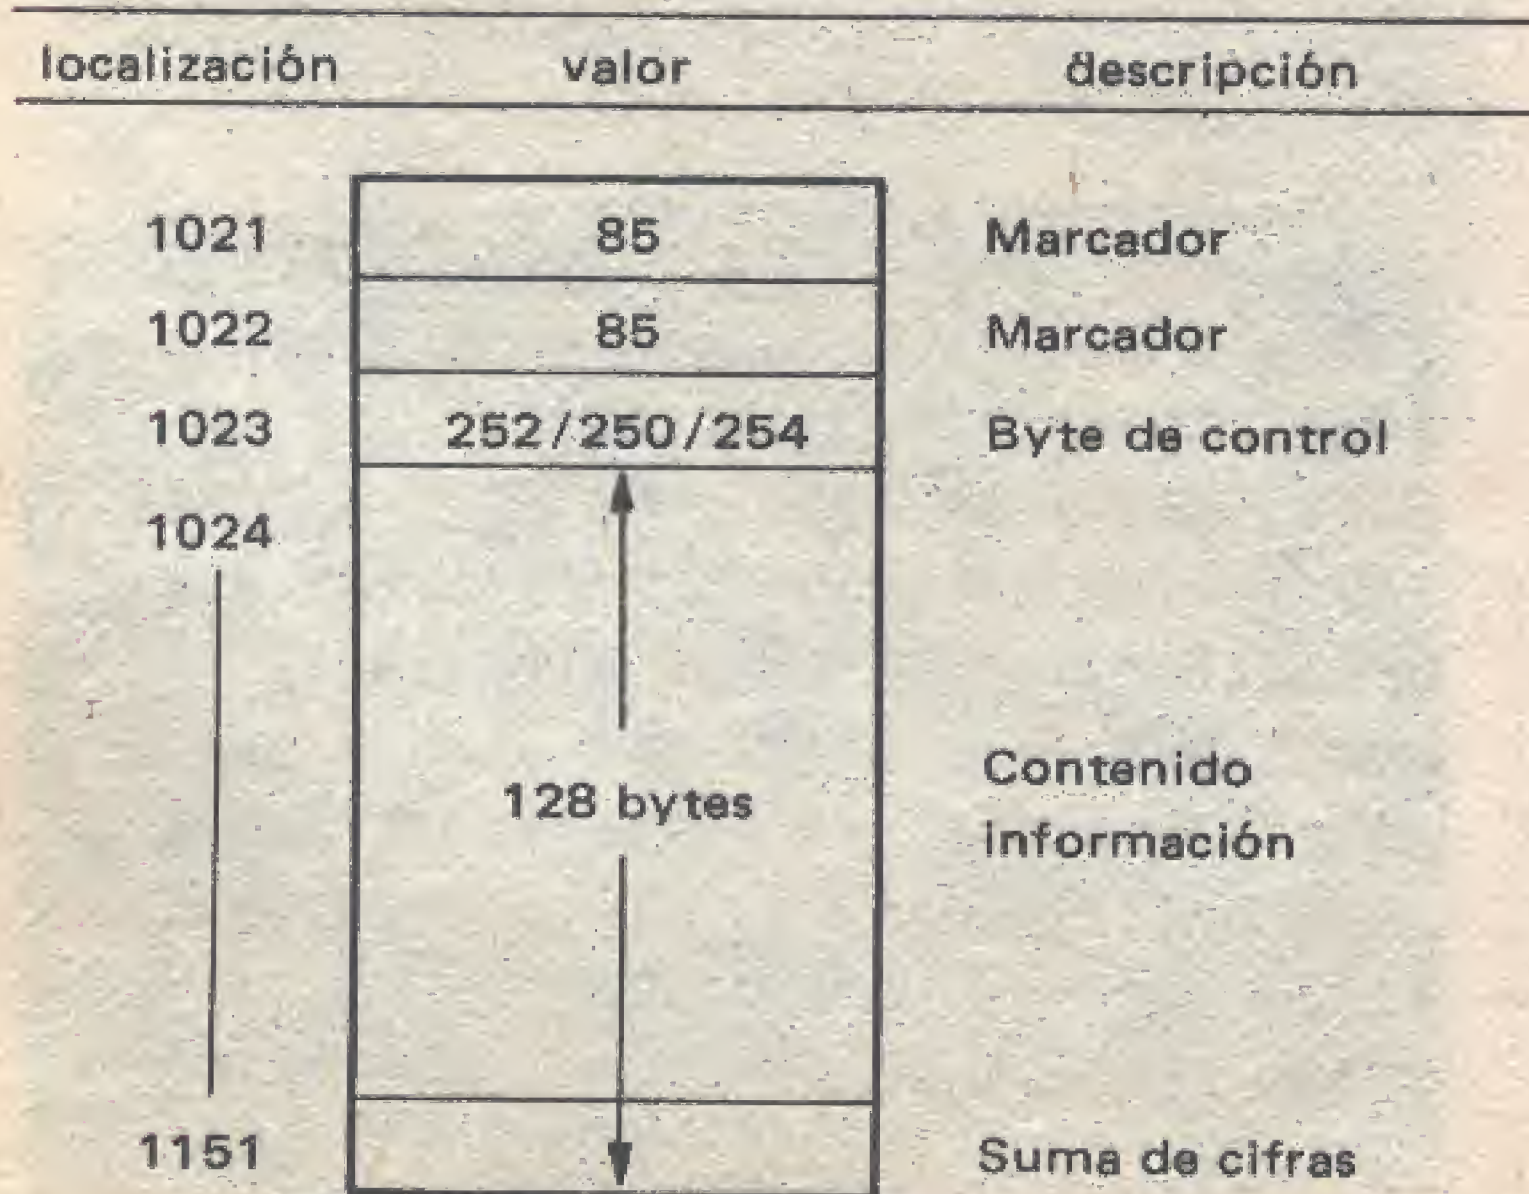 localización valor descripción
1021 85 Marcador
1022 85 Marcador
1023 252/250/254 Byte de control
1024
128 bytes Contenido
información
1151 Suma de cifras